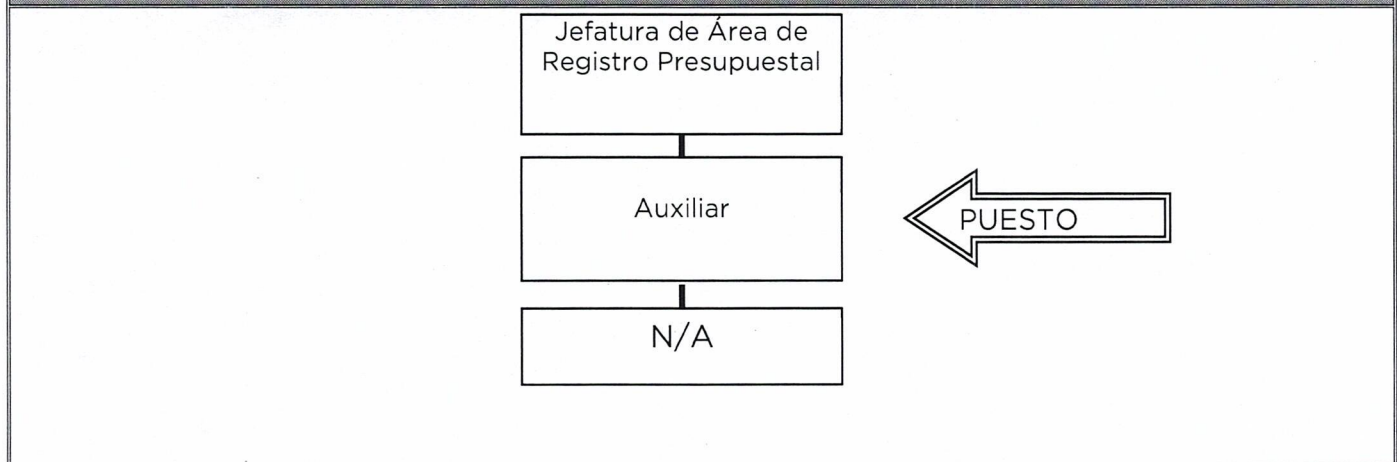 Jefatura de Área de
Registro Presupuestal
Auxiliar
PUESTO
N/A